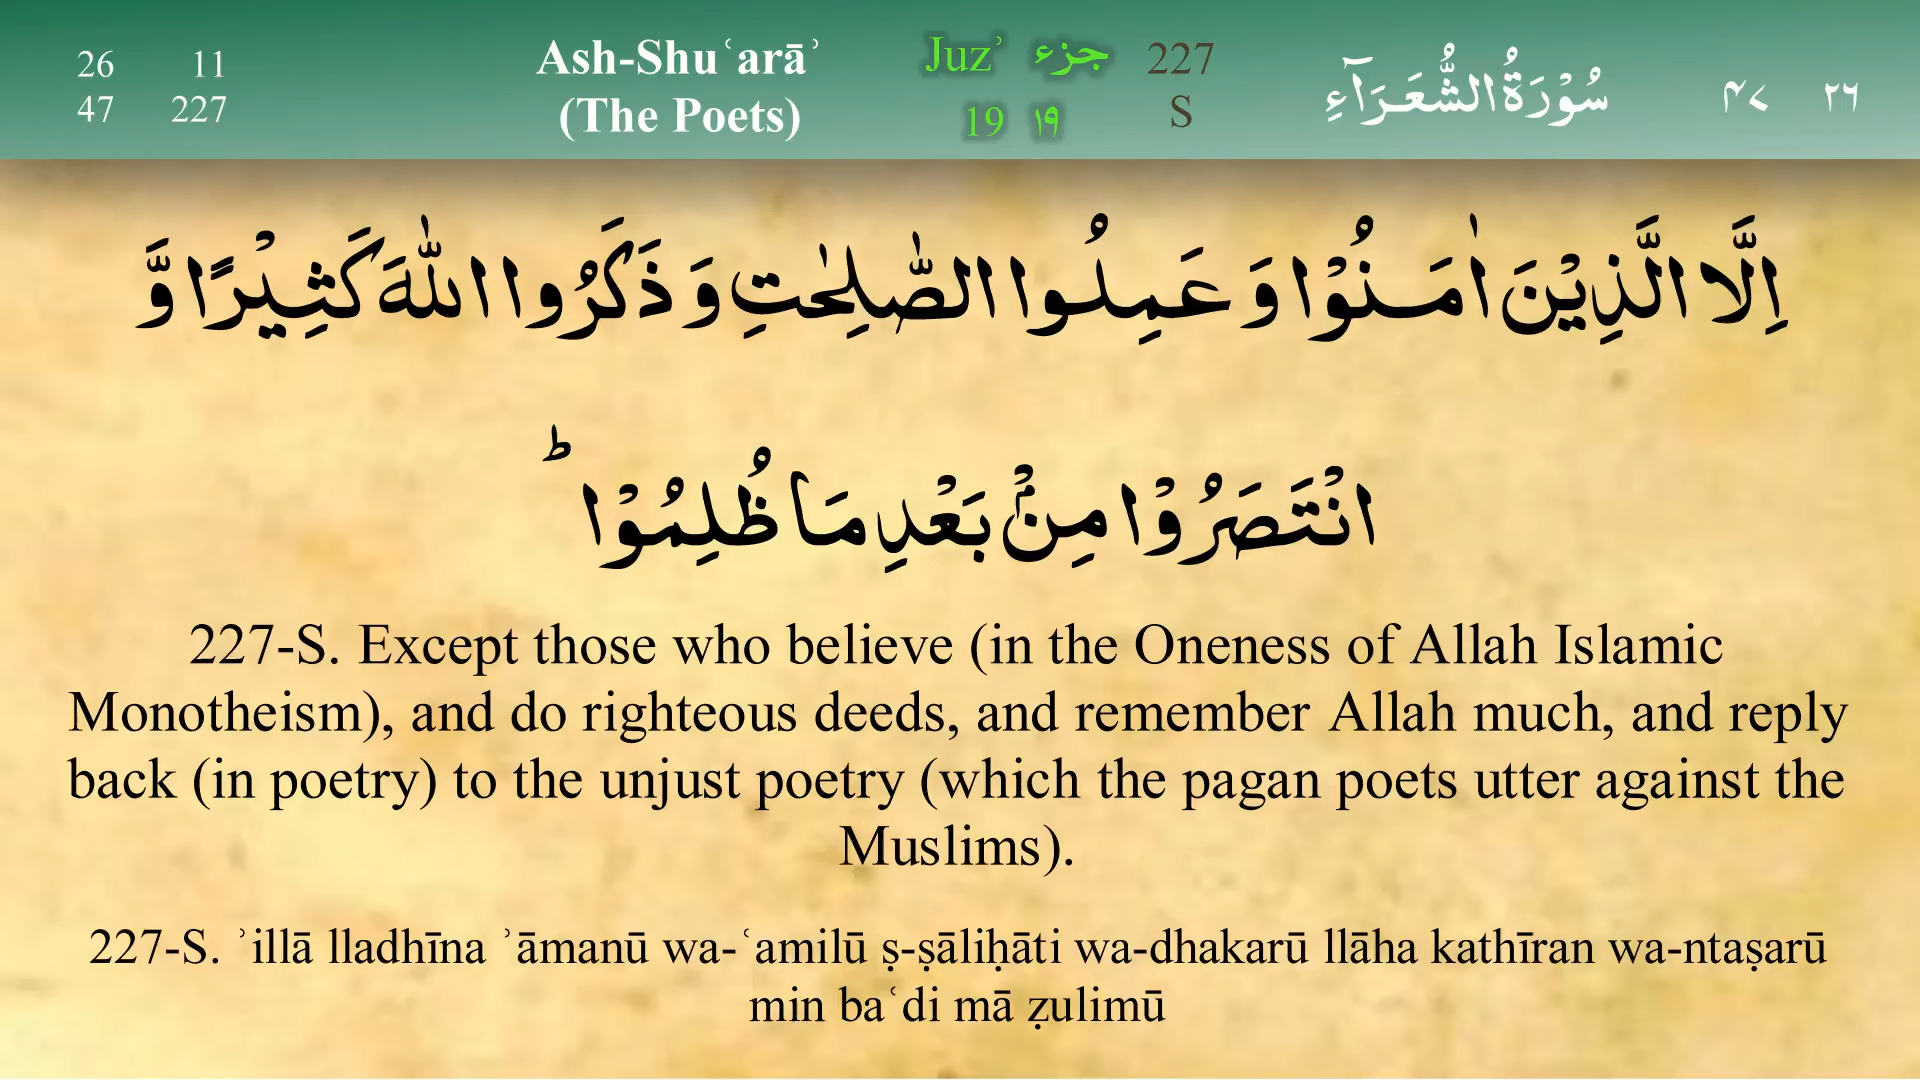 26 11
47 227
Ash-Shuʿarāʾ
(The Poets)
Juzʾ جزء
19 ١٩
227
S
سُوْرَةُ الشُّعَرَآءِ
۴۷ ۲۶
اِلَّا الَّذِيْنَ اٰمَنُوْا وَ عَمِلُوا الصّٰلِحٰتِ وَ ذَكَرُوا اللّٰهَ كَثِيْرًا وَّ
انْتَصَرُوْا مِنْۢ بَعْدِ مَا ظُلِمُوْا ؕ
227-S. Except those who believe (in the Oneness of Allah Islamic
Monotheism), and do righteous deeds, and remember Allah much, and reply
back (in poetry) to the unjust poetry (which the pagan poets utter against the
Muslims).
227-S. ʾillā lladhīna ʾāmanū wa-ʿamilū ṣ-ṣāliḥāti wa-dhakarū llāha kathīran wa-ntaṣarū
min baʿdi mā ẓulimū